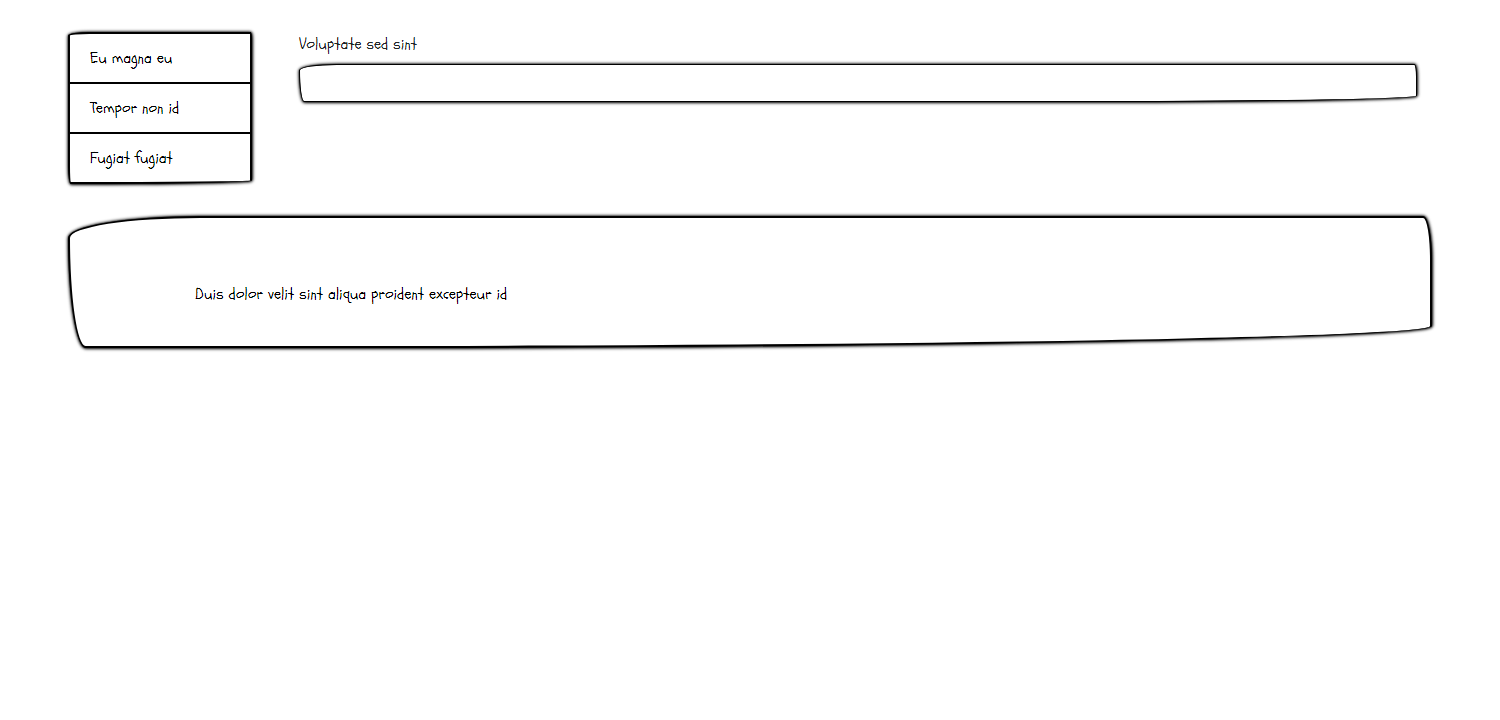 Eu magna eu
Tempor non id
Fugiat fugiat
Voluptate sed sint
Duis dolor velit sint aliqua proident excepteur id